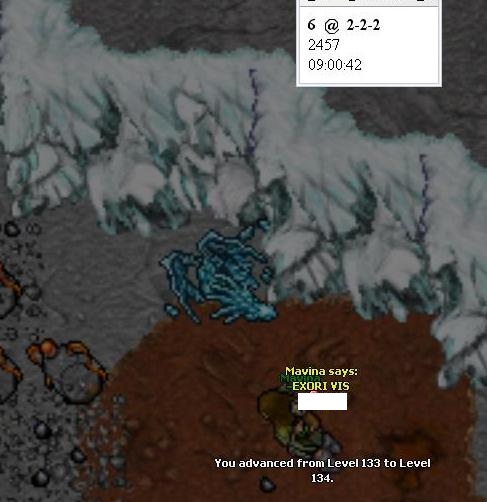 6 @ 2-2-2
2457
09:00:42
Mavina says:
EXORI VIS
Mavina
You advanced from Level 133 to Level
134.